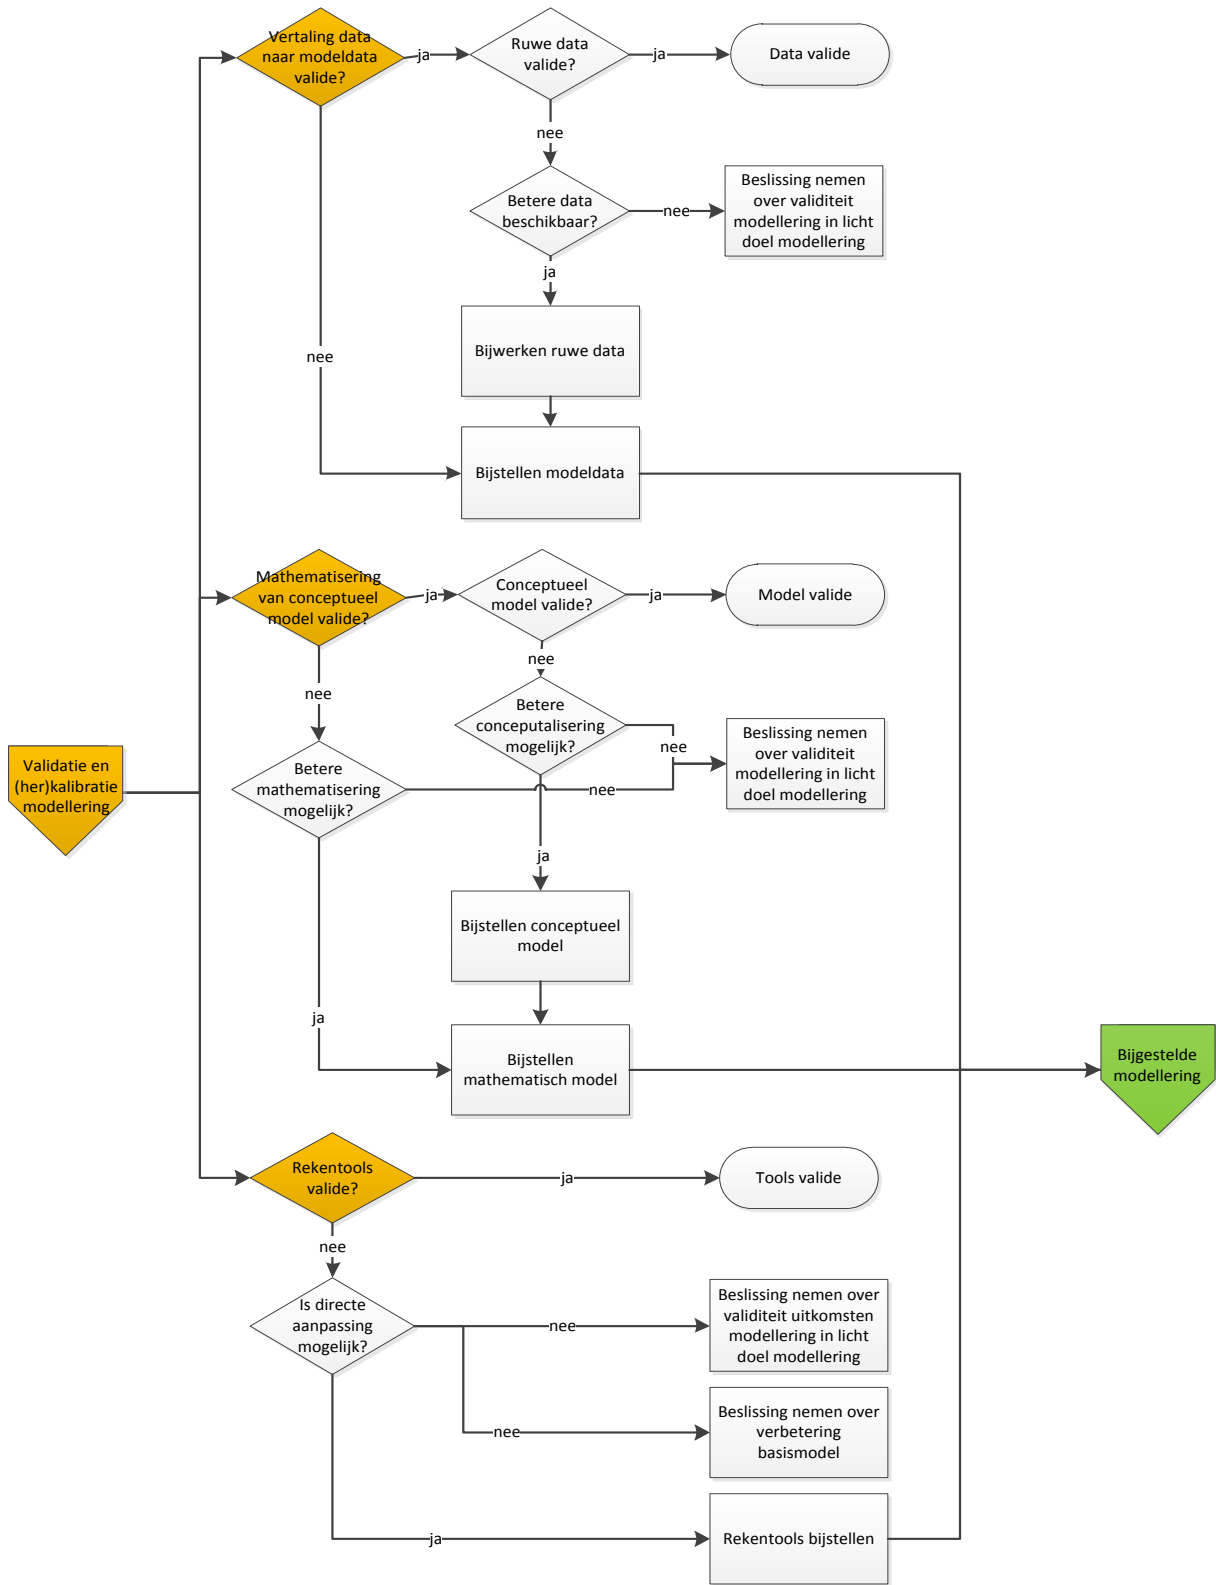 Vertaling data
naar modeldata
valide?
ja
Ruwe data
valide?
ja
Data valide
nee
Betere data
beschikbaar?
nee
Beslissing nemen
over validiteit
modellering in licht
doel modellering
ja
Bijwerken ruwe data
nee
Bijstellen modeldata
Mathematisering
van conceptueel
model valide?
ja
Conceptueel
model valide?
ja
Model valide
nee
nee
Betere
conceputalisering
mogelijk?
nee
Beslissing nemen
over validiteit
modellering in licht
doel modellering
Validatie en
(her)kalibratie
modellering
Betere
mathematisering
mogelijk?
nee
ja
Bijstellen conceptueel
model
ja
Bijstellen
mathematisch model
Bijgestelde
modellering
Rekentools
valide?
ja
Tools valide
nee
Is directe
aanpassing
mogelijk?
nee
Beslissing nemen over
validiteit uitkomsten
modellering in licht
doel modellering
nee
Beslissing nemen over
verbetering
basismodel
ja
Rekentools bijstellen